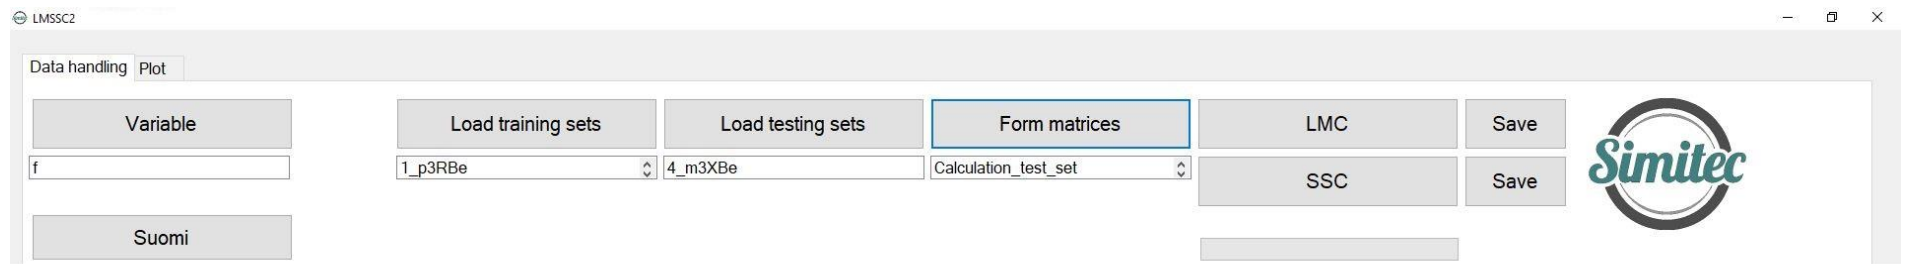 LMSSC2
Data handling Plot
Variable Load training sets Load testing sets Form matrices LMC Save
f 1_p3RBe 4_m3XBe Calculation_test_set
SSC Save
Simitec
Suomi